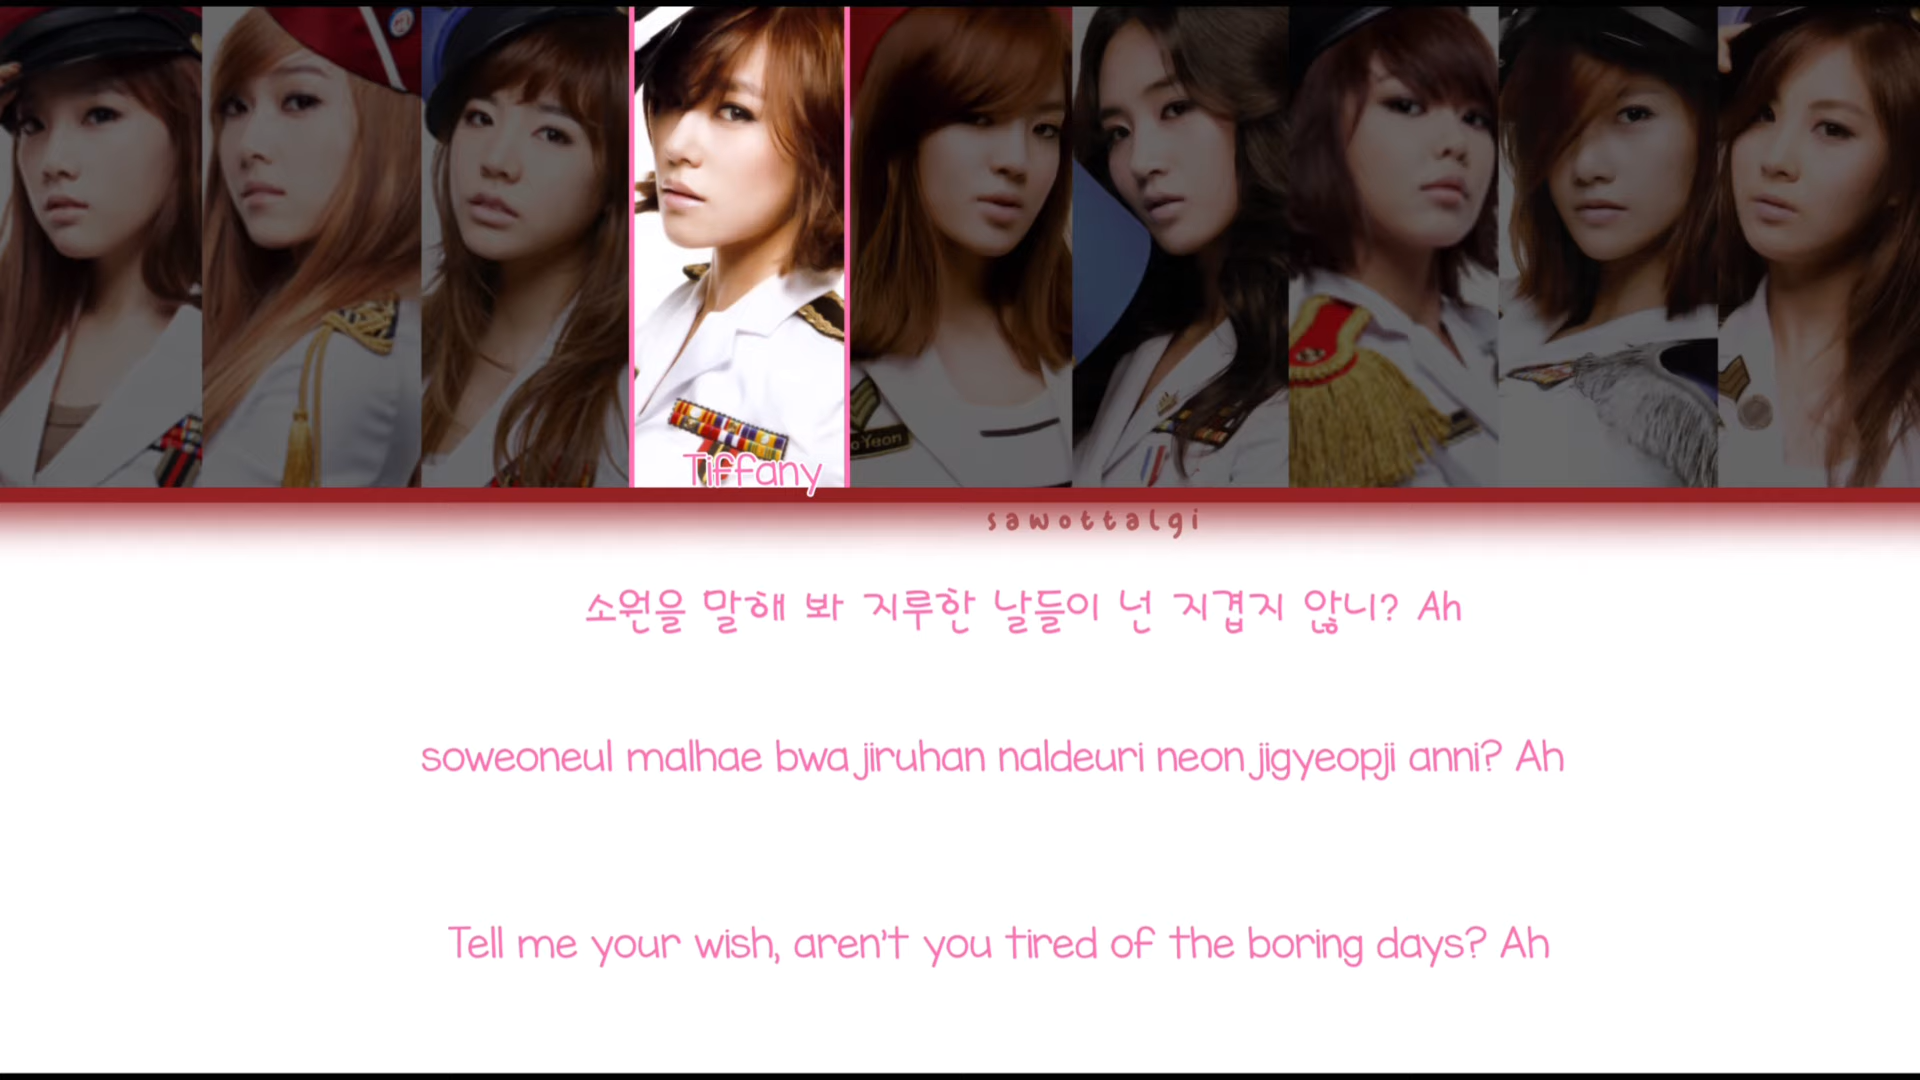 oYeon
Tiffany
sawottalgi
소원을 말해 봐 지루한 날들이 넌 지겹지 않니? Ah
soweoneul malhae bwa jiruhan naldeuri neon jigyeopji anni? Ah
Tell me your wish, aren't you tired of the boring days? Ah